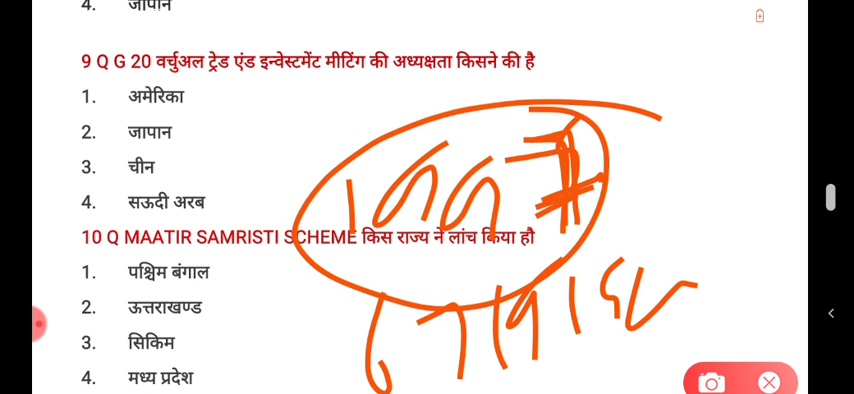 4. जापान
9 Q G 20 वर्चुअल ट्रेड एंड इन्वेस्टमेंट मीटिंग की अध्यक्षता किसने की है
1. अमेरिका
2. जापान
3. चीन
4. सऊदी अरब
10 Q MAATIR SAMRISTI SCHEME किस राज्य ने लांच किया हौ
1. पश्चिम बंगाल
2. उत्तराखण्ड
3. सिकिम
4. मध्य प्रदेश